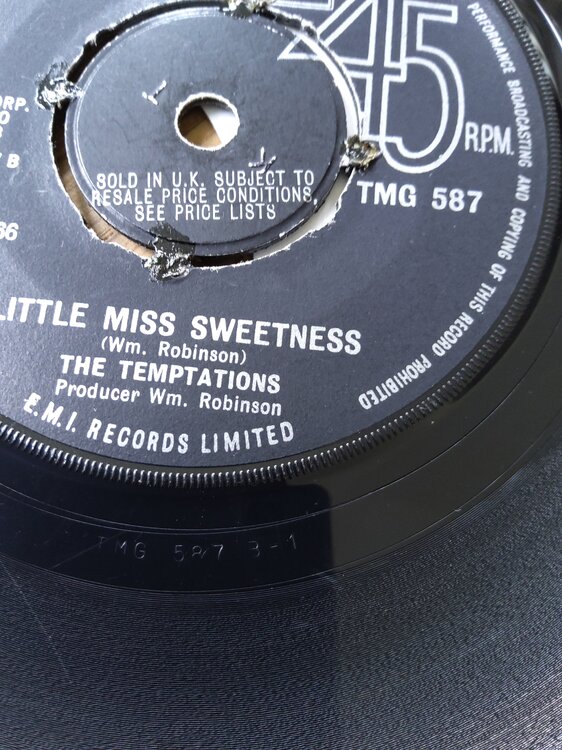 45
R.P.M.
PERFORMANCE BROADCASTING AND COPYING OF THIS RECORD PROHIBITED
ORP.
SOLD IN U.K. SUBJECT TO
RESALE PRICE CONDITIONS,
SEE PRICE LISTS
TMG 587
LITTLE MISS SWEETNESS
(Wm. Robinson)
THE TEMPTATIONS
Producer Wm. Robinson
E.M.I. RECORDS LIMITED
TMG 587 B-1